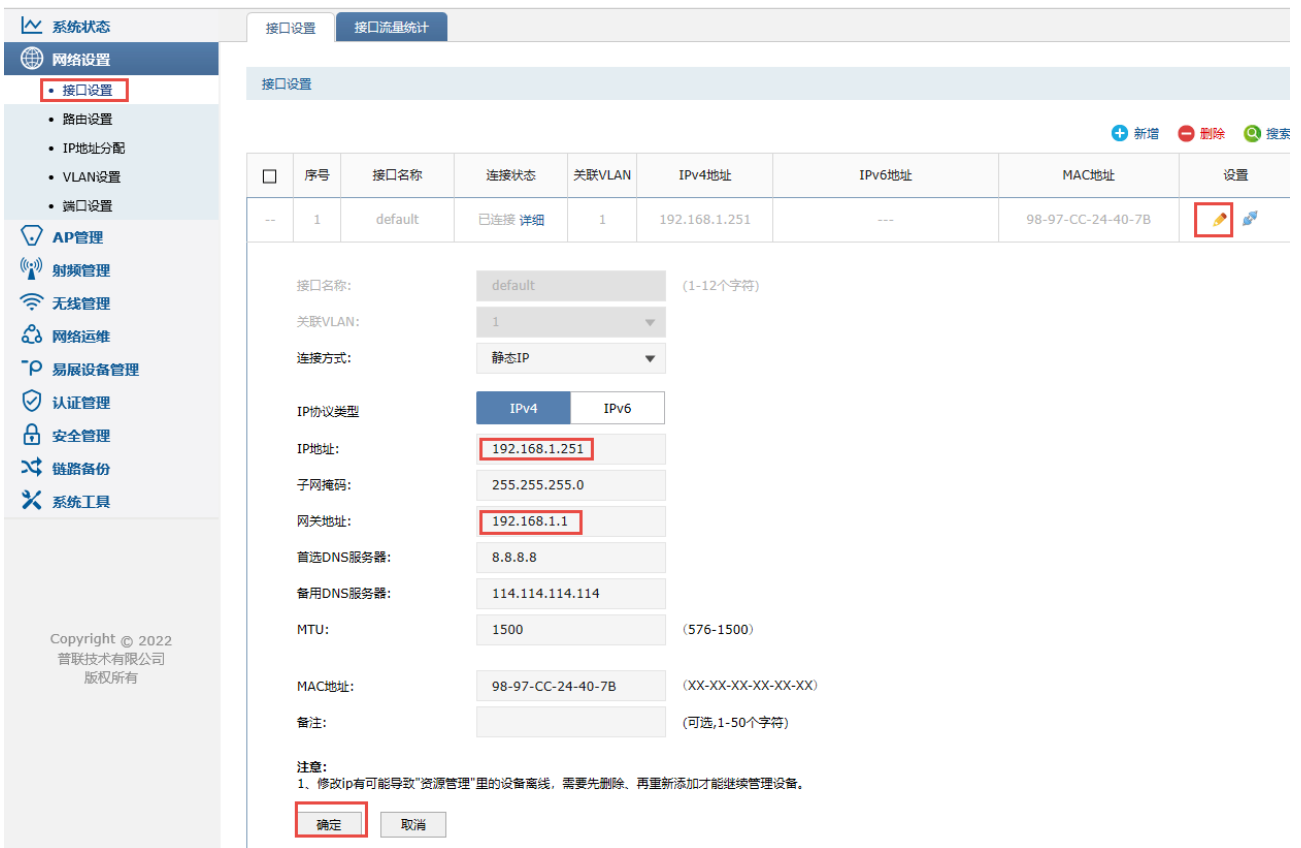 系统状态
网络设置
• 接口设置
• 路由设置
• IP地址分配
• VLAN设置
• 端口设置
AP管理
射频管理
无线管理
网络运维
易展设备管理
认证管理
安全管理
链路备份
系统工具
Copyright © 2022
普联技术有限公司
版权所有
接口设置 接口流量统计
接口设置
新增 删除 搜索
序号 接口名称 连接状态 关联VLAN IPv4地址 IPv6地址 MAC地址 设置
-- 1 default 已连接 详细 1 192.168.1.251 --- 98-97-CC-24-40-7B
接口名称: default (1-12个字符)
关联VLAN: 1
连接方式: 静态IP
IP协议类型 IPv4 IPv6
IP地址: 192.168.1.251
子网掩码: 255.255.255.0
网关地址: 192.168.1.1
首选DNS服务器: 8.8.8.8
备用DNS服务器: 114.114.114.114
MTU: 1500 (576-1500)
MAC地址: 98-97-CC-24-40-7B (XX-XX-XX-XX-XX-XX)
备注: (可选,1-50个字符)
注意:
1、修改ip有可能导致"资源管理"里的设备离线，需要先删除、再重新添加才能继续管理设备。
确定 取消